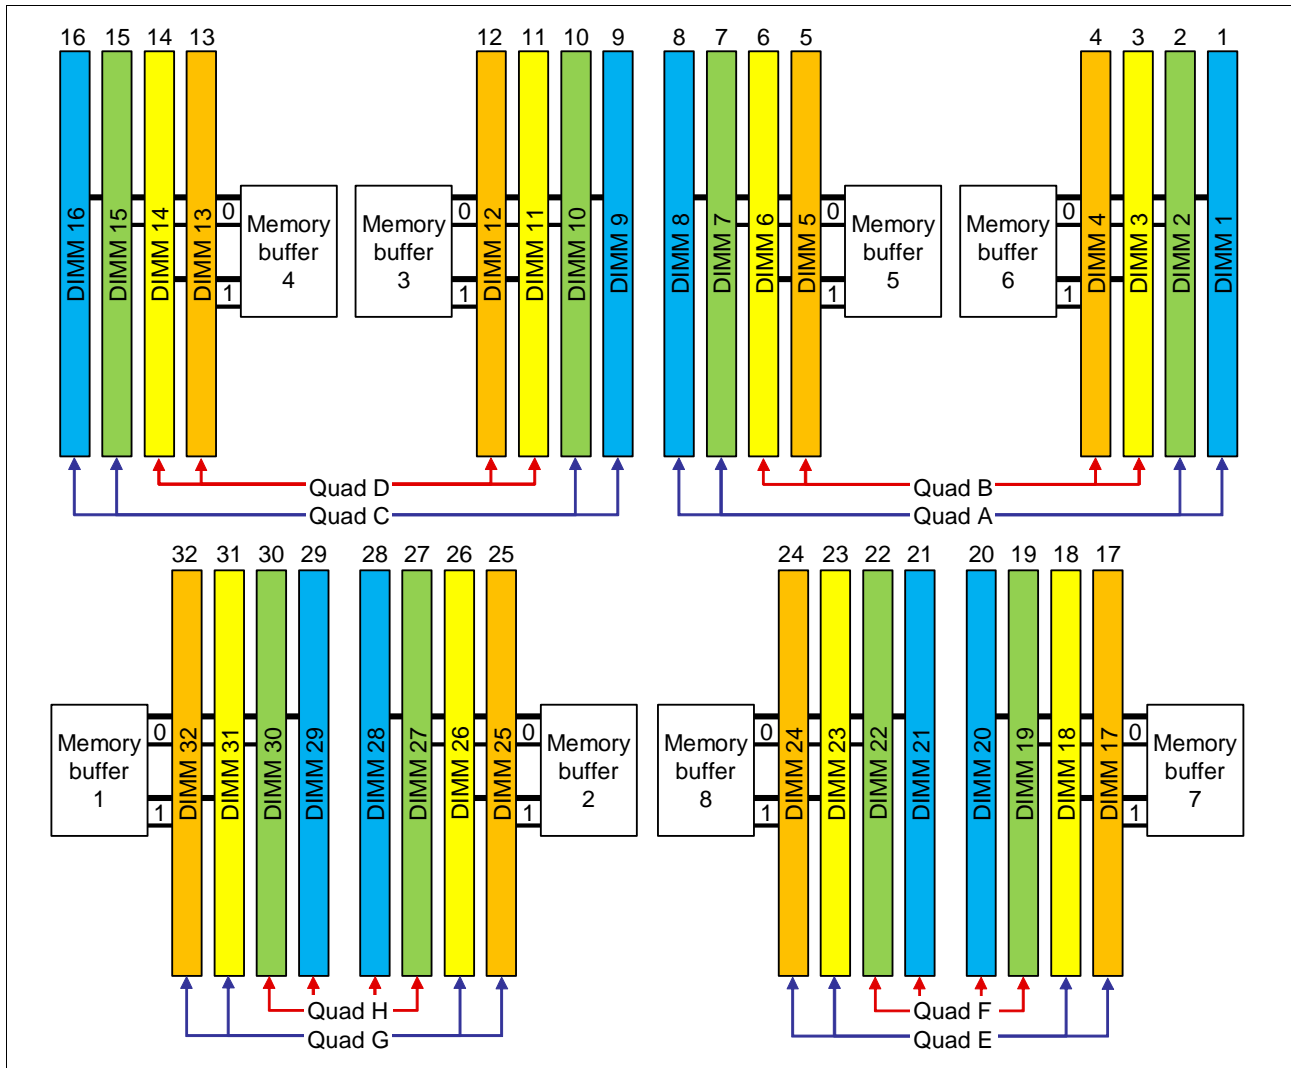 16 15 14 13 12 11 10 9 8 7 6 5 4 3 2 1
DIMM 16
DIMM 15
DIMM 14
DIMM 13
0
1
Memory
buffer
4
Memory
buffer
3
0
1
DIMM 12
DIMM 11
DIMM 10
DIMM 9
DIMM 8
DIMM 7
DIMM 6
DIMM 5
0
1
Memory
buffer
5
Memory
buffer
6
0
1
DIMM 4
DIMM 3
DIMM 2
DIMM 1
Quad D
Quad C
Quad B
Quad A
32 31 30 29 28 27 26 25 24 23 22 21 20 19 18 17
Memory
buffer
1
0
1
DIMM 32
DIMM 31
DIMM 30
DIMM 29
DIMM 28
DIMM 27
DIMM 26
DIMM 25
0
1
Memory
buffer
2
Memory
buffer
8
0
1
DIMM 24
DIMM 23
DIMM 22
DIMM 21
DIMM 20
DIMM 19
DIMM 18
DIMM 17
0
1
Memory
buffer
7
Quad H
Quad G
Quad F
Quad E